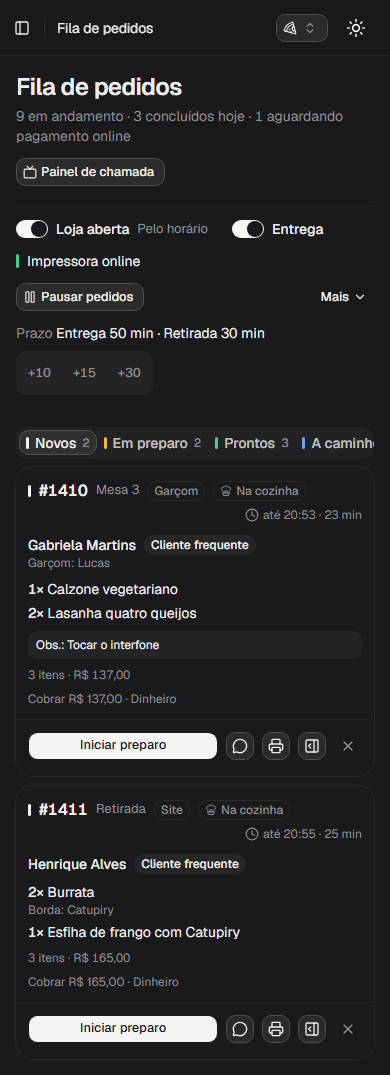 Fila de pedidos
Fila de pedidos
9 em andamento · 3 concluídos hoje · 1 aguardando
pagamento online
Painel de chamada
Loja aberta Pelo horário Entrega
Impressora online
Pausar pedidos Mais
Prazo Entrega 50 min · Retirada 30 min
+10 +15 +30
Novos 2 Em preparo 2 Prontos 3 A caminho
#1410 Mesa 3 Garçom Na cozinha
até 20:53 · 23 min
Gabriela Martins Cliente frequente
Garçom: Lucas
1× Calzone vegetariano
2× Lasanha quatro queijos
Obs.: Tocar o interfone
3 itens · R$ 137,00
Cobrar R$ 137,00 · Dinheiro
Iniciar preparo
#1411 Retirada Site Na cozinha
até 20:55 · 25 min
Henrique Alves Cliente frequente
2× Burrata
Borda: Catupiry
1× Esfiha de frango com Catupiry
3 itens · R$ 165,00
Cobrar R$ 165,00 · Dinheiro
Iniciar preparo